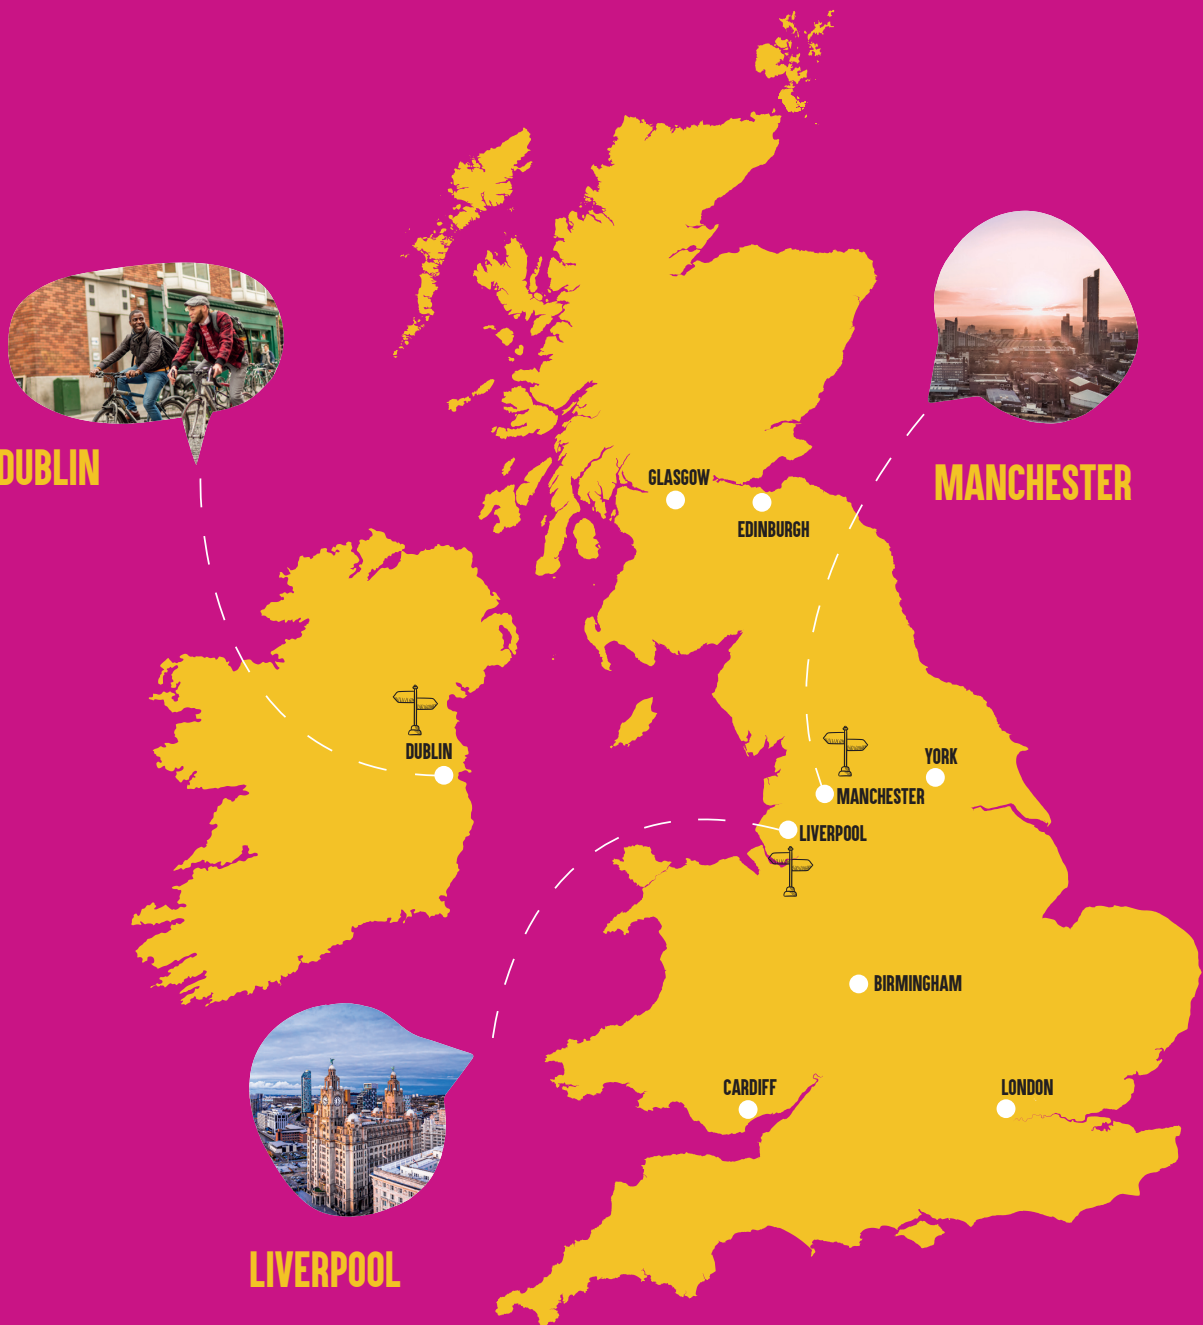 DUBLIN
MANCHESTER
GLASGOW
EDINBURGH
DUBLIN
YORK
MANCHESTER
LIVERPOOL
BIRMINGHAM
CARDIFF
LONDON
LIVERPOOL